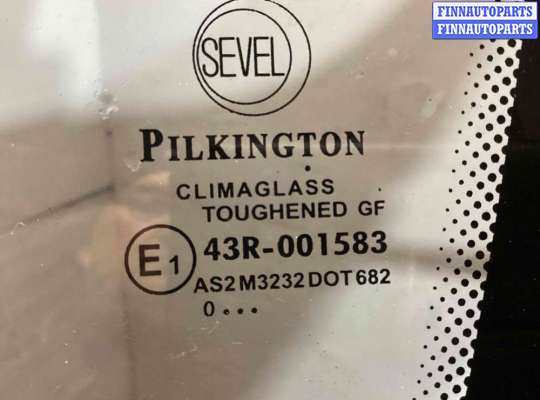 FINNAUTOPARTS
FINNAUTOPARTS
SEVEL
PILKINGTON
CLIMAGLASS
TOUGHENED GF
E1 43R-001583
AS2 M3232 DOT 682
0...